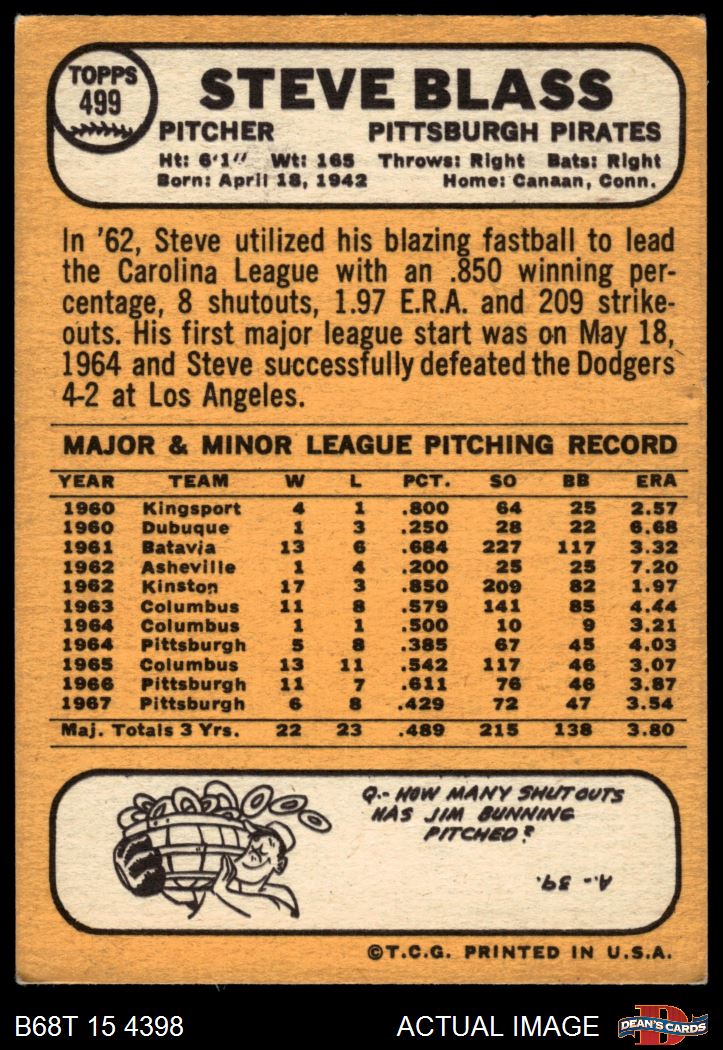 TOPPS
499
STEVE BLASS
PITCHER PITTSBURGH PIRATES
Ht: 6'1" Wt: 165 Throws: Right Bats: Right
Born: April 18, 1942 Home: Canaan, Conn.
In '62, Steve utilized his blazing fastball to lead
the Carolina League with an .850 winning per-
centage, 8 shutouts, 1.97 E.R.A. and 209 strike-
outs. His first major league start was on May 18,
1964 and Steve successfully defeated the Dodgers
4-2 at Los Angeles.
MAJOR & MINOR LEAGUE PITCHING RECORD
YEAR TEAM W L PCT. SO BB ERA
1960 Kingsport 4 1 .800 64 25 2.57
1960 Dubuque 1 3 .250 28 22 6.68
1961 Batavia 13 6 .684 227 117 3.32
1962 Asheville 1 4 .200 25 25 7.20
1962 Kinston 17 3 .850 209 82 1.97
1963 Columbus 11 8 .579 141 85 4.44
1964 Columbus 1 1 .500 10 9 3.21
1964 Pittsburgh 5 8 .385 67 45 4.03
1965 Columbus 13 11 .542 117 46 3.07
1966 Pittsburgh 11 7 .611 76 46 3.87
1967 Pittsburgh 6 8 .429 72 47 3.54
Maj. Totals 3 Yrs. 22 23 .489 215 138 3.80
Q.- HOW MANY SHUTOUTS
HAS JIM BUNNING
PITCHED?
A.- 39.
©T.C.G. PRINTED IN U.S.A.
B68T 15 4398 ACTUAL IMAGE
D
DEAN'S CARDS